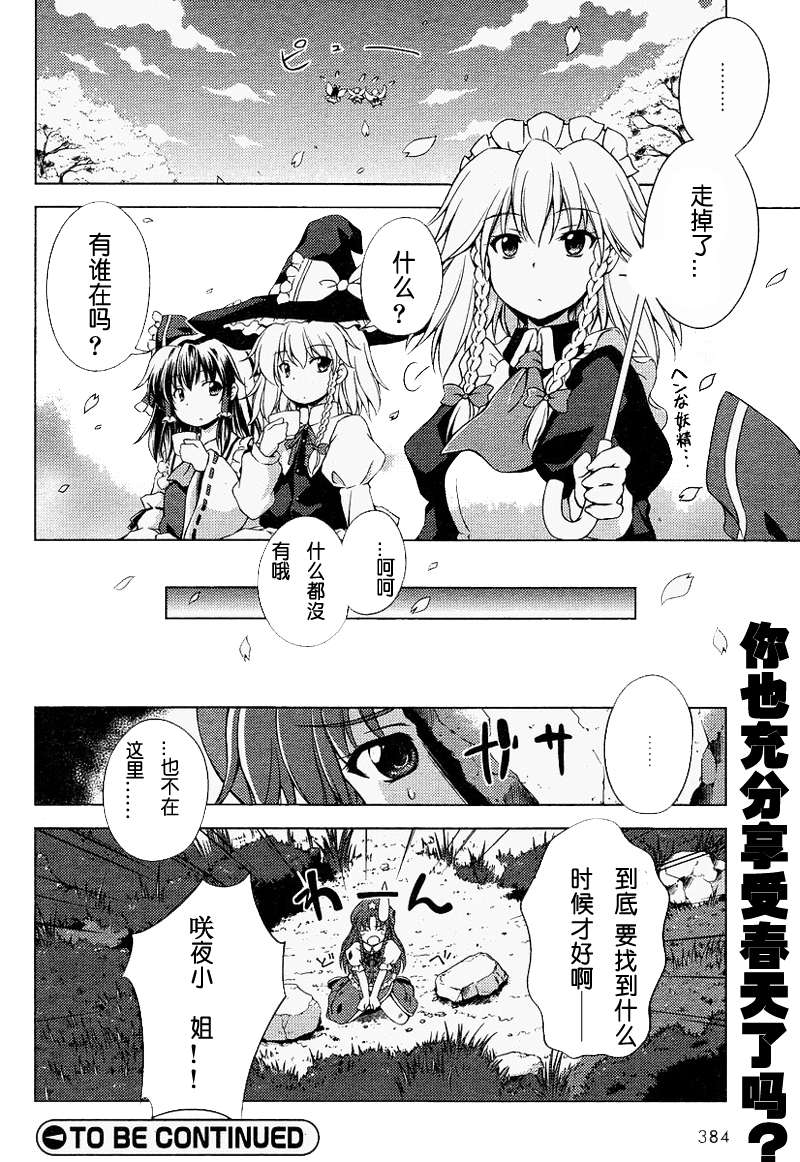 ピュー
……
走掉了…
什么？
有谁在吗？
ヘンな妖精…
…呵呵
什么都沒
有哦
……
ガサ
…也不在
这里……
到底 要找到什么
时候才好啊——
わーん
咲夜小
姐！！
你也充分享受春天了吗？
TO BE CONTINUED
384